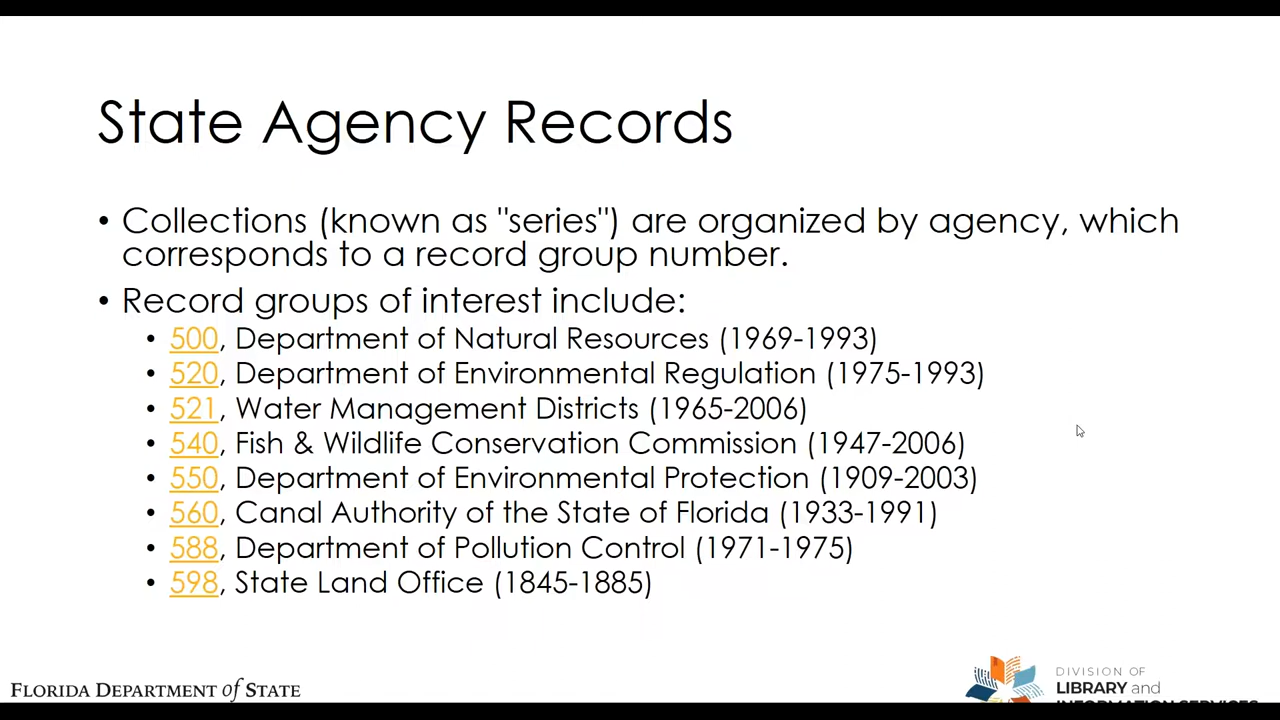 State Agency Records
• Collections (known as "series") are organized by agency, which
corresponds to a record group number.
• Record groups of interest include:
• 500, Department of Natural Resources (1969-1993)
• 520, Department of Environmental Regulation (1975-1993)
• 521, Water Management Districts (1965-2006)
• 540, Fish & Wildlife Conservation Commission (1947-2006)
• 550, Department of Environmental Protection (1909-2003)
• 560, Canal Authority of the State of Florida (1933-1991)
• 588, Department of Pollution Control (1971-1975)
• 598, State Land Office (1845-1885)
FLORIDA DEPARTMENT of STATE
DIVISION OF
LIBRARY and
INFORMATION SERVICES